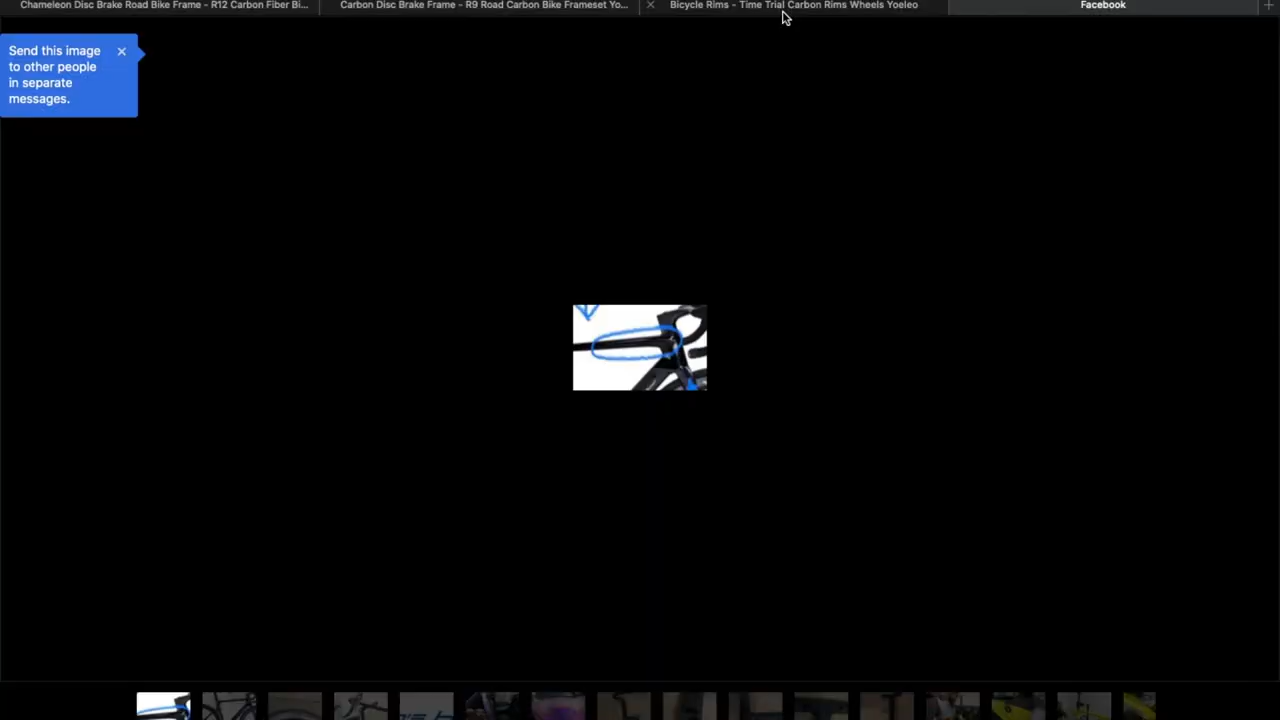 Chameleon Disc Brake Road Bike Frame - R12 Carbon Fiber Bi...
Carbon Disc Brake Frame - R9 Road Carbon Bike Frameset Yo...
Bicycle Rims - Time Trial Carbon Rims Wheels Yoeleo
Facebook
Send this image
to other people
in separate
messages.